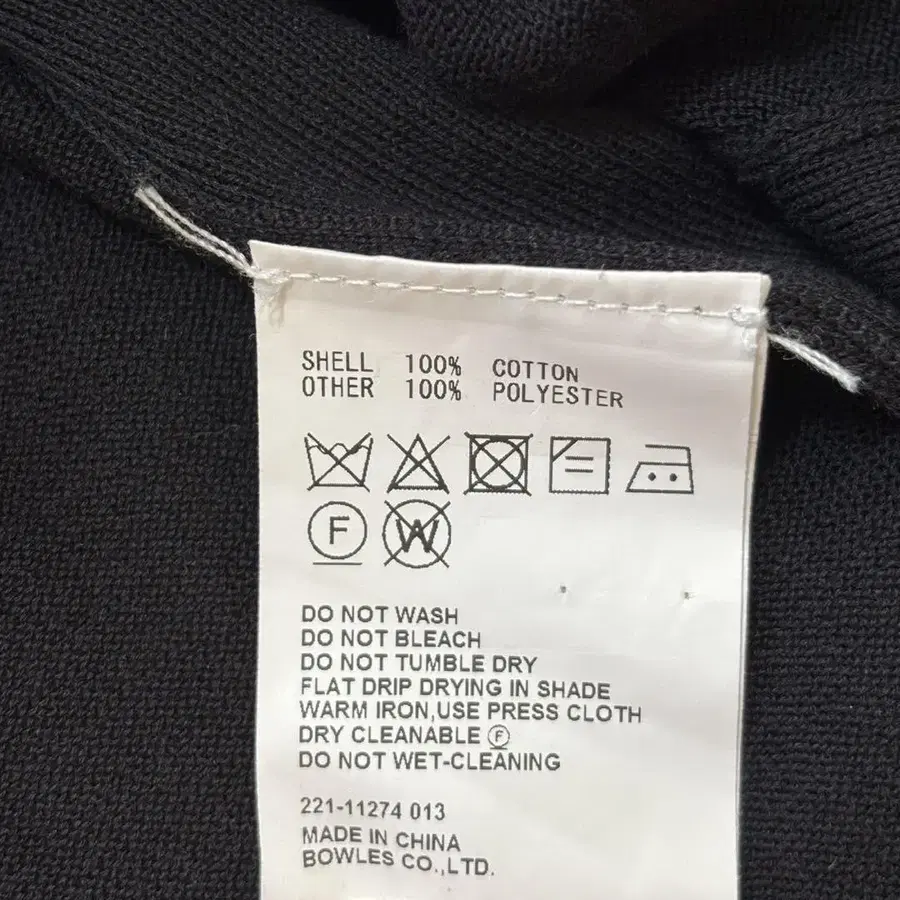 SHELL 100% COTTON
OTHER 100% POLYESTER
F W
DO NOT WASH
DO NOT BLEACH
DO NOT TUMBLE DRY
FLAT DRIP DRYING IN SHADE
WARM IRON,USE PRESS CLOTH
DRY CLEANABLE Ⓕ
DO NOT WET-CLEANING
221-11274 013
MADE IN CHINA
BOWLES CO.,LTD.